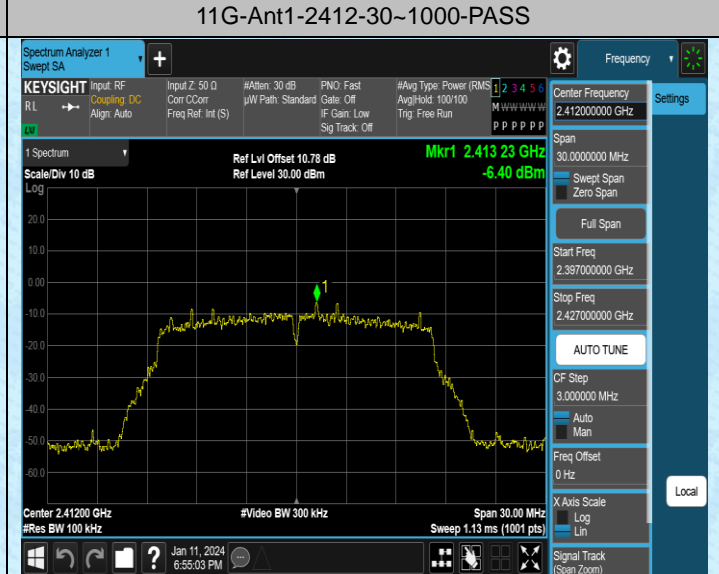 11G-Ant1-2412-30~1000-PASS
Spectrum Analyzer 1
Swept SA
+
Frequency
KEYSIGHT
RL
LXI
Input: RF
Coupling: DC
Align: Auto
Input Z: 50 Ω
Corr CCorr
Freq Ref: Int (S)
#Atten: 30 dB
µW Path: Standard
PNO: Fast
Gate: Off
IF Gain: Low
Sig Track: Off
#Avg Type: Power (RMS
Avg|Hold: 100/100
Trig: Free Run
1 2 3 4 5 6
M W W W W W
P P P P P P
Center Frequency
2.412000000 GHz
Settings
Span
30.0000000 MHz
Swept Span
Zero Span
Full Span
Start Freq
2.397000000 GHz
Stop Freq
2.427000000 GHz
AUTO TUNE
CF Step
3.000000 MHz
Auto
Man
Freq Offset
0 Hz
X Axis Scale
Log
Lin
Signal Track
(Span Zoom)
Local
1 Spectrum
Scale/Div 10 dB
Log
Ref Lvl Offset 10.78 dB
Ref Level 30.00 dBm
Mkr1 2.413 23 GHz
-6.40 dBm
20.0
10.0
0.00
-10.0
-20.0
-30.0
-40.0
-50.0
-60.0
1
Center 2.41200 GHz
#Res BW 100 kHz
#Video BW 300 kHz
Span 30.00 MHz
Sweep 1.13 ms (1001 pts)
?
Jan 11, 2024
6:55:03 PM